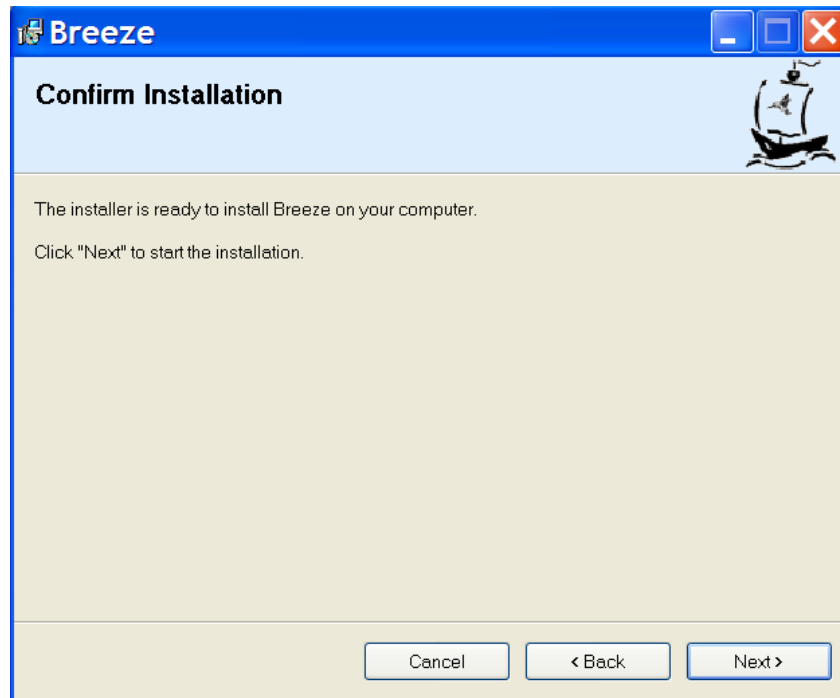 Breeze
Confirm Installation
The installer is ready to install Breeze on your computer.
Click "Next" to start the installation.
Cancel
< Back
Next >